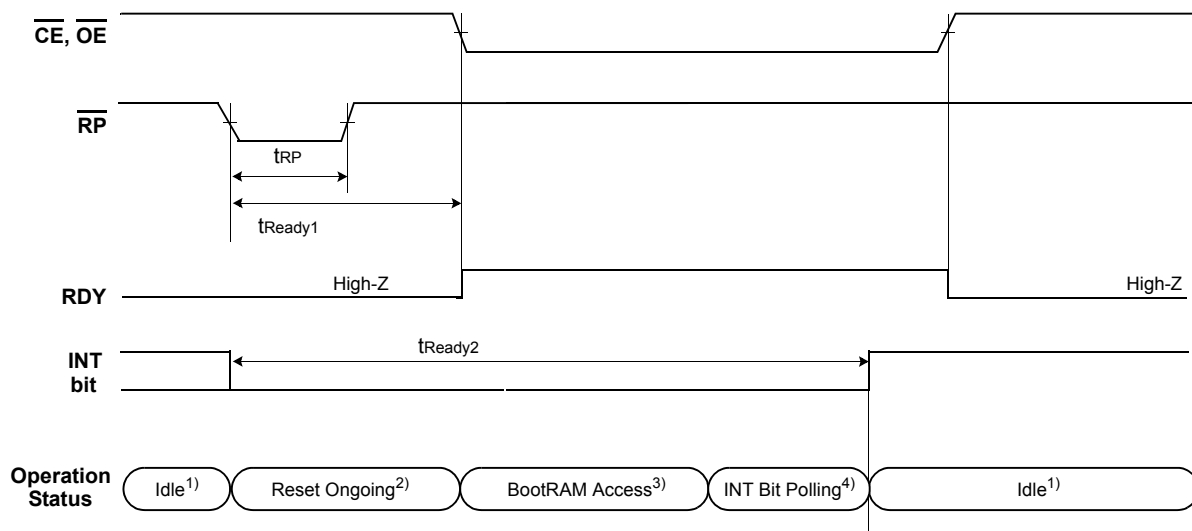 CE, OE
RP
tRP
tReady1
High-Z
High-Z
RDY
tReady2
INT
bit
Operation
Status
Idle1)
Reset Ongoing2)
BootRAM Access3)
INT Bit Polling4)
Idle1)